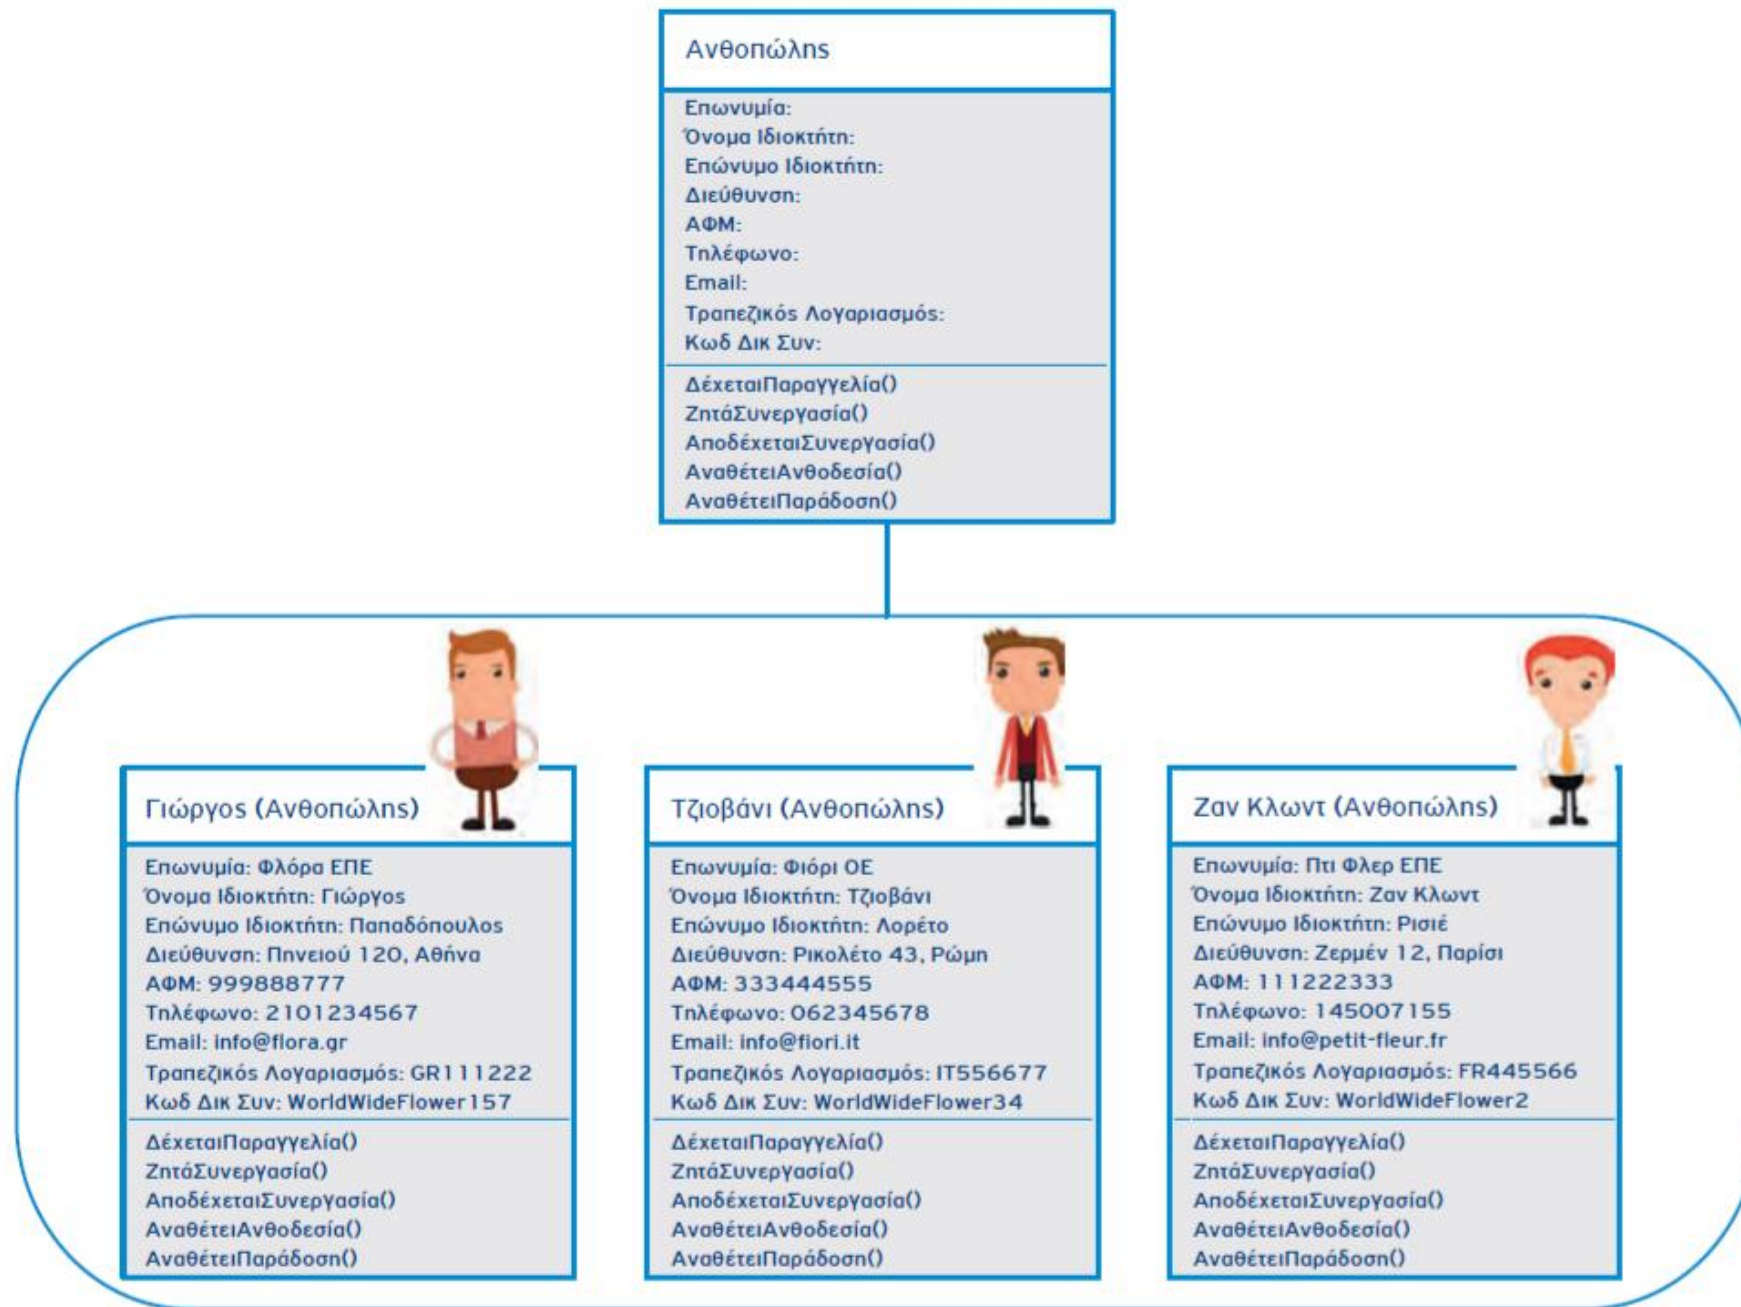 Ανθοπώλης
Επωνυμία:
Όνομα Ιδιοκτήτη:
Επώνυμο Ιδιοκτήτη:
Διεύθυνση:
ΑΦΜ:
Τηλέφωνο:
Email:
Τραπεζικός Λογαριασμός:
Κωδ Δικ Συν:
ΔέχεταιΠαραγγελία()
ΖητάΣυνεργασία()
ΑποδέχεταιΣυνεργασία()
ΑναθέτειΑνθοδεσία()
ΑναθέτειΠαράδοση()
Γιώργος (Ανθοπώλης)
Επωνυμία: Φλόρα ΕΠΕ
Όνομα Ιδιοκτήτη: Γιώργος
Επώνυμο Ιδιοκτήτη: Παπαδόπουλος
Διεύθυνση: Πηνειού 120, Αθήνα
ΑΦΜ: 999888777
Τηλέφωνο: 2101234567
Email: info@flora.gr
Τραπεζικός Λογαριασμός: GR111222
Κωδ Δικ Συν: WorldWideFlower157
ΔέχεταιΠαραγγελία()
ΖητάΣυνεργασία()
ΑποδέχεταιΣυνεργασία()
ΑναθέτειΑνθοδεσία()
ΑναθέτειΠαράδοση()
Τζιοβάνι (Ανθοπώλης)
Επωνυμία: Φιόρι ΟΕ
Όνομα Ιδιοκτήτη: Τζιοβάνι
Επώνυμο Ιδιοκτήτη: Λορέτο
Διεύθυνση: Ρικολέτο 43, Ρώμη
ΑΦΜ: 333444555
Τηλέφωνο: 062345678
Email: info@fiori.it
Τραπεζικός Λογαριασμός: IT556677
Κωδ Δικ Συν: WorldWideFlower34
ΔέχεταιΠαραγγελία()
ΖητάΣυνεργασία()
ΑποδέχεταιΣυνεργασία()
ΑναθέτειΑνθοδεσία()
ΑναθέτειΠαράδοση()
Ζαν Κλωντ (Ανθοπώλης)
Επωνυμία: Πτι Φλερ ΕΠΕ
Όνομα Ιδιοκτήτη: Ζαν Κλωντ
Επώνυμο Ιδιοκτήτη: Ρισιέ
Διεύθυνση: Ζερμέν 12, Παρίσι
ΑΦΜ: 111222333
Τηλέφωνο: 145007155
Email: info@petit-fleur.fr
Τραπεζικός Λογαριασμός: FR445566
Κωδ Δικ Συν: WorldWideFlower2
ΔέχεταιΠαραγγελία()
ΖητάΣυνεργασία()
ΑποδέχεταιΣυνεργασία()
ΑναθέτειΑνθοδεσία()
ΑναθέτειΠαράδοση()